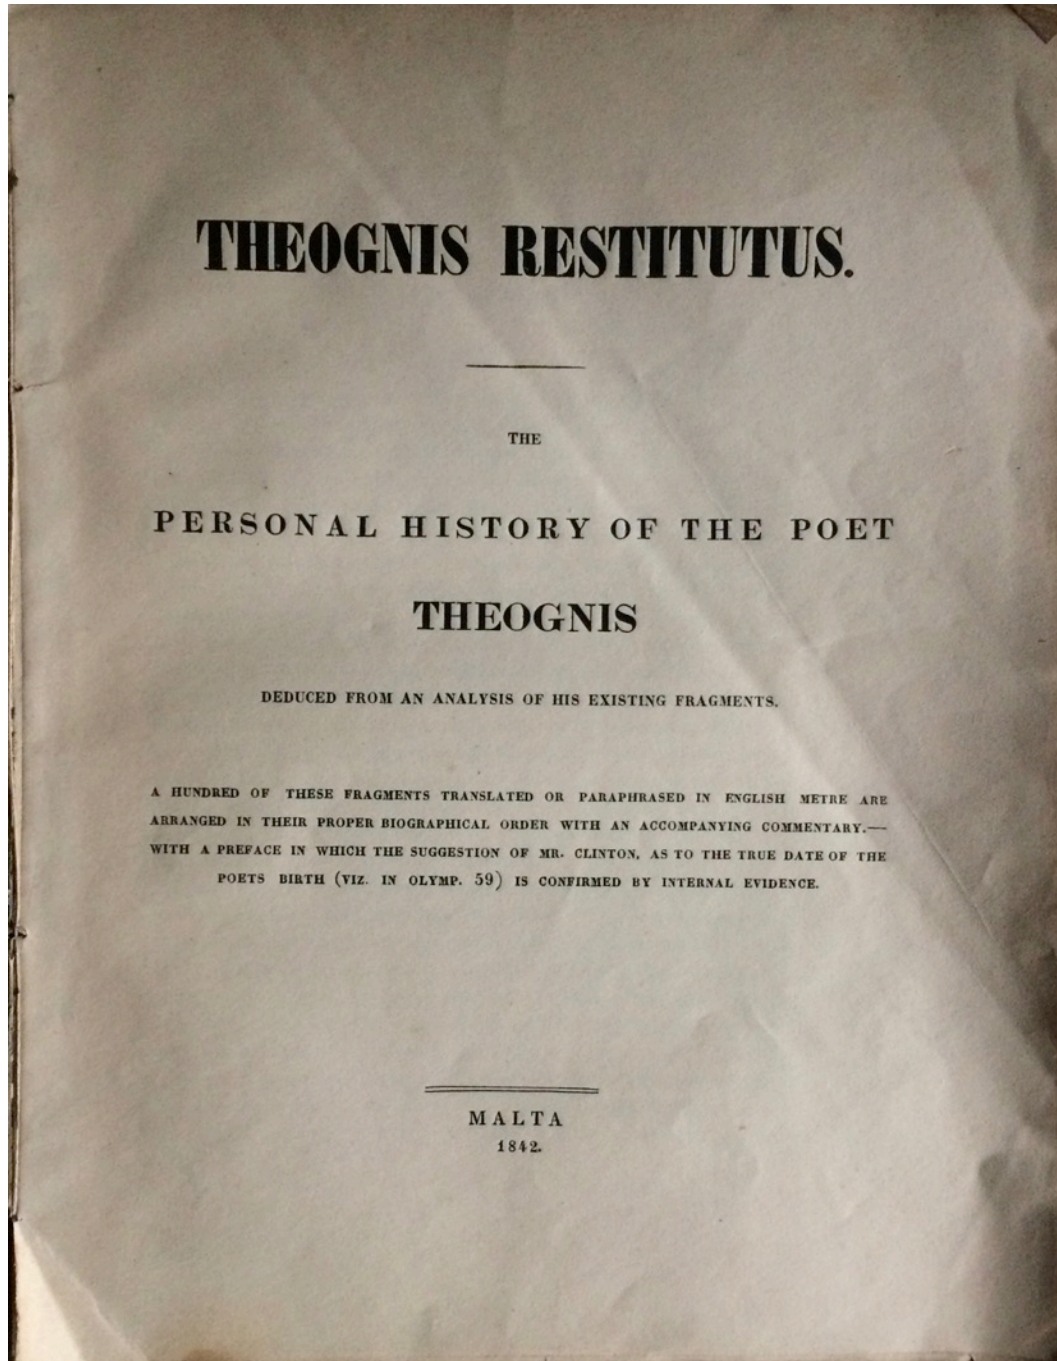 THEOGNIS RESTITUTUS.
THE
PERSONAL HISTORY OF THE POET
THEOGNIS
DEDUCED FROM AN ANALYSIS OF HIS EXISTING FRAGMENTS.
A HUNDRED OF THESE FRAGMENTS TRANSLATED OR PARAPHRASED IN ENGLISH METRE ARE
ARRANGED IN THEIR PROPER BIOGRAPHICAL ORDER WITH AN ACCOMPANYING COMMENTARY.—
WITH A PREFACE IN WHICH THE SUGGESTION OF MR. CLINTON, AS TO THE TRUE DATE OF THE
POETS BIRTH (VIZ. IN OLYMP. 59) IS CONFIRMED BY INTERNAL EVIDENCE.
MALTA
1842.